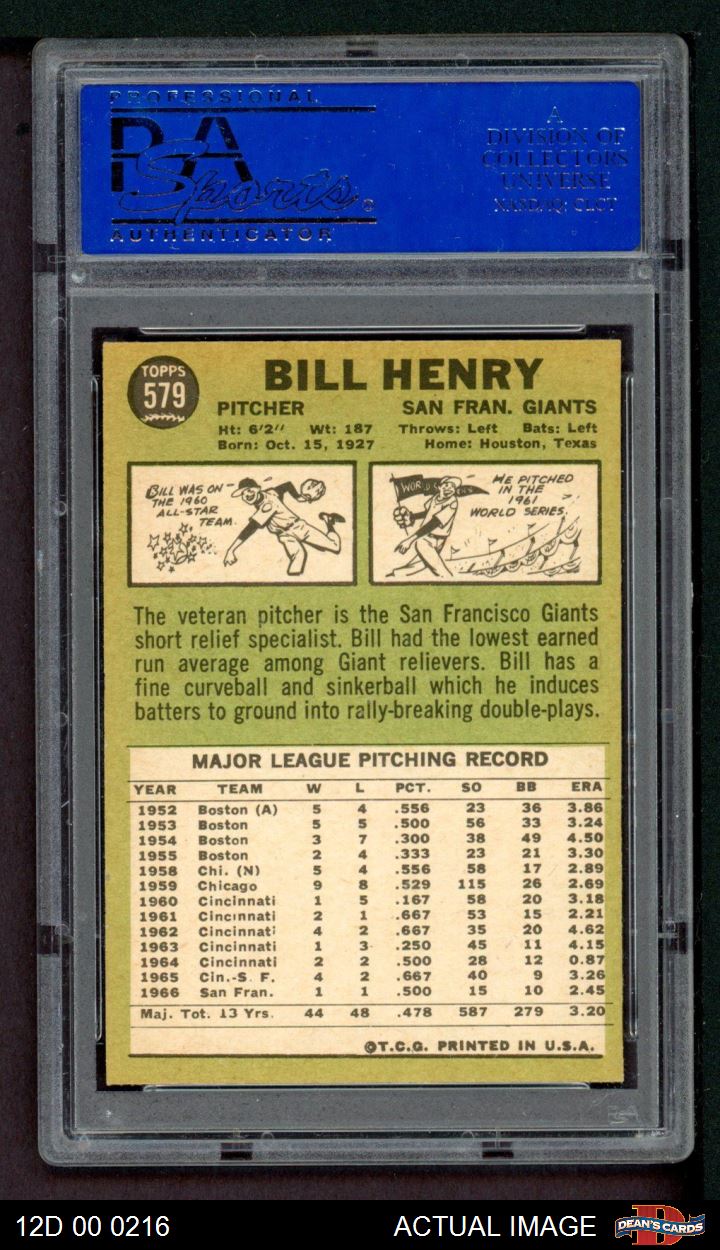 PROFESSIONAL
PSA
Sports®
AUTHENTICATOR
A
DIVISION OF
COLLECTORS
UNIVERSE
NASDAQ: CLCT
TOPPS
579
BILL HENRY
PITCHER SAN FRAN. GIANTS
Ht: 6'2" Wt: 187 Throws: Left Bats: Left
Born: Oct. 15, 1927 Home: Houston, Texas
BILL WAS ON
THE 1960
ALL-STAR
TEAM.
WORLD
HE PITCHED
IN THE
1961
WORLD SERIES.
The veteran pitcher is the San Francisco Giants
short relief specialist. Bill had the lowest earned
run average among Giant relievers. Bill has a
fine curveball and sinkerball which he induces
batters to ground into rally-breaking double-plays.
MAJOR LEAGUE PITCHING RECORD
YEAR TEAM W L PCT. SO BB ERA
1952 Boston (A) 5 4 .556 23 36 3.86
1953 Boston 5 5 .500 56 33 3.24
1954 Boston 3 7 .300 38 49 4.50
1955 Boston 2 4 .333 23 21 3.30
1958 Chi. (N) 5 4 .556 58 17 2.89
1959 Chicago 9 8 .529 115 26 2.69
1960 Cincinnati 1 5 .167 58 20 3.18
1961 Cincinnati 2 1 .667 53 15 2.21
1962 Cincinnati 4 2 .667 35 20 4.62
1963 Cincinnati 1 3 .250 45 11 4.15
1964 Cincinnati 2 2 .500 28 12 0.87
1965 Cin.-S. F. 4 2 .667 40 9 3.26
1966 San Fran. 1 1 .500 15 10 2.45
Maj. Tot. 13 Yrs. 44 48 .478 587 279 3.20
©T.C.G. PRINTED IN U.S.A.
12D 00 0216 ACTUAL IMAGE DEAN'S CARDS